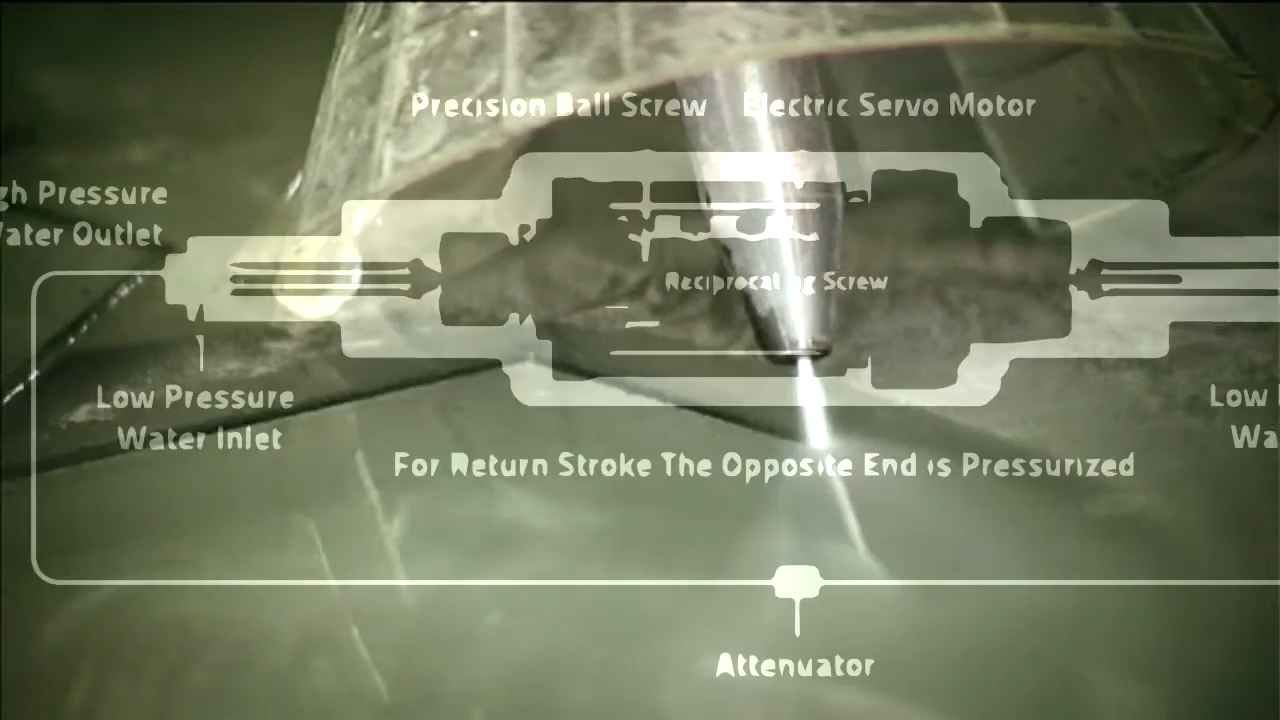 Precision Ball Screw Electric Servo Motor
gh Pressure
Water Outlet
Reciprocating Screw
Low Pressure
Water Inlet
Low
Wa
For Return Stroke The Opposite End is Pressurized
Attenuator